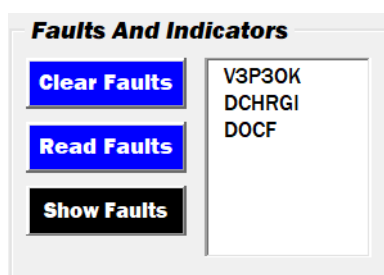 Faults And Indicators
Clear Faults
Read Faults
Show Faults
V3P3OK
DCHRGI
DOCF